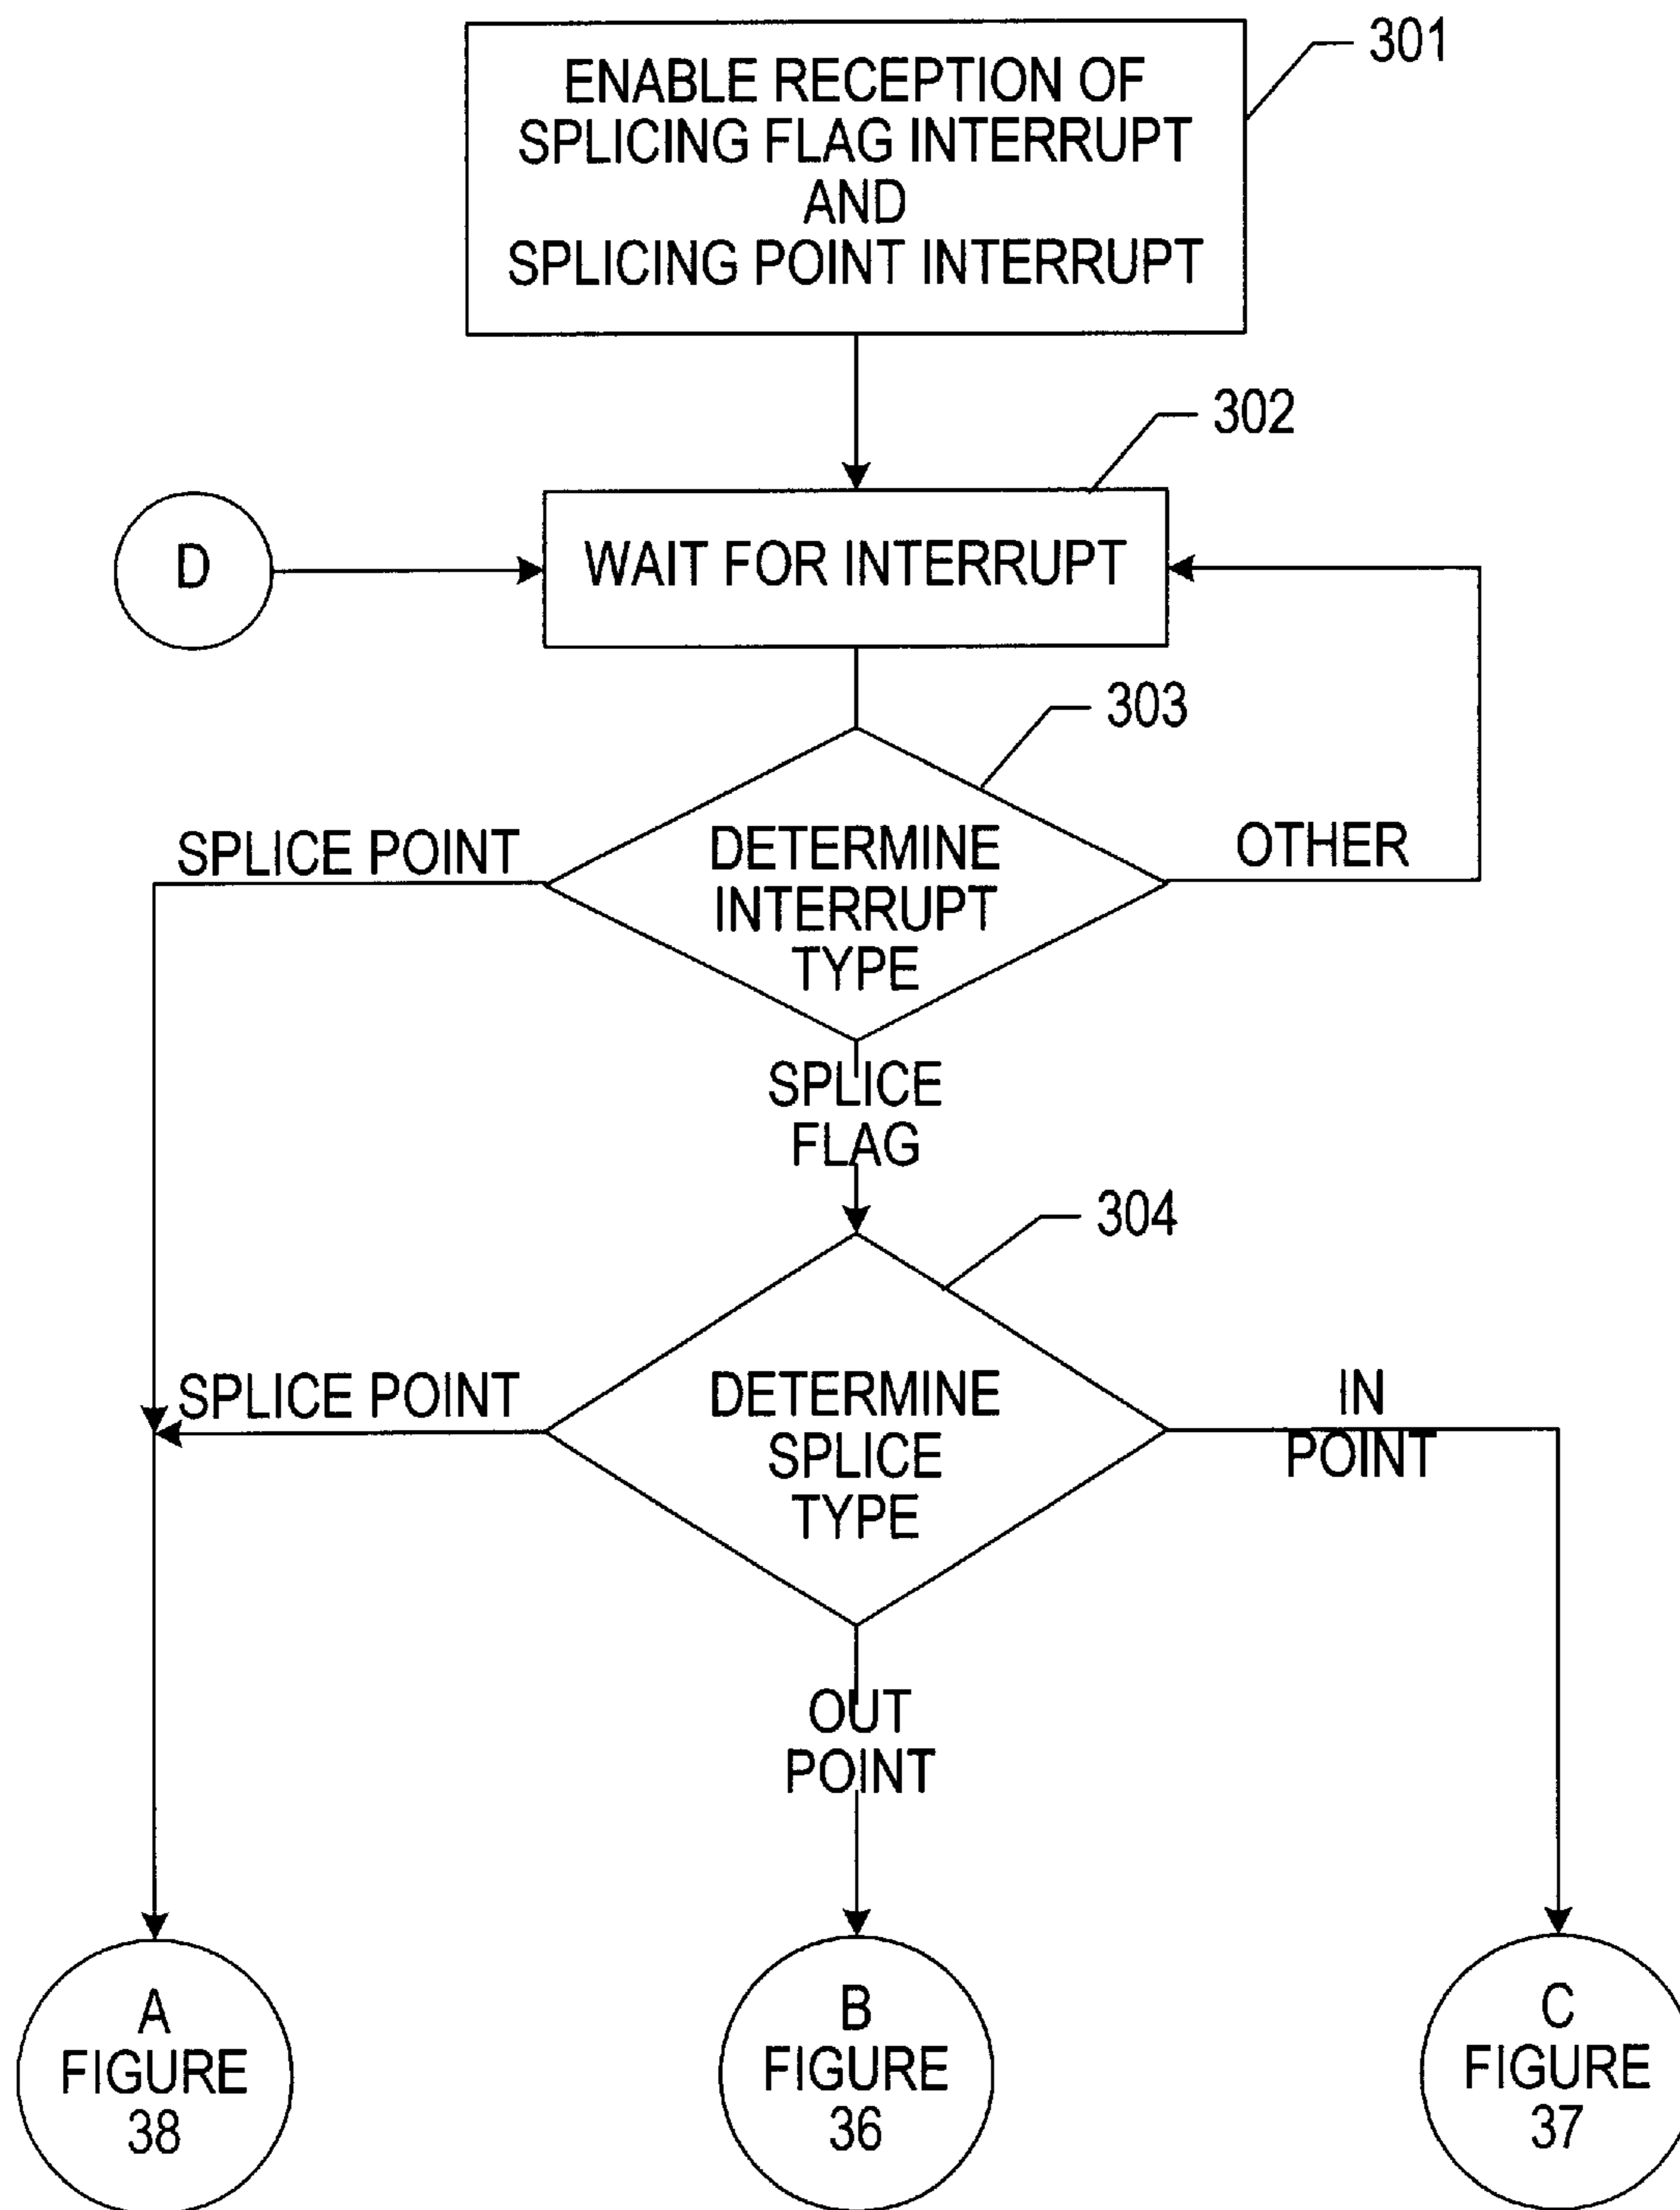 301
ENABLE RECEPTION OF
SPLICING FLAG INTERRUPT
AND
SPLICING POINT INTERRUPT
302
D
WAIT FOR INTERRUPT
303
SPLICE POINT
DETERMINE
INTERRUPT
TYPE
OTHER
SPLICE
FLAG
304
SPLICE POINT
DETERMINE
SPLICE
TYPE
IN
POINT
OUT
POINT
A
FIGURE
38
B
FIGURE
36
C
FIGURE
37